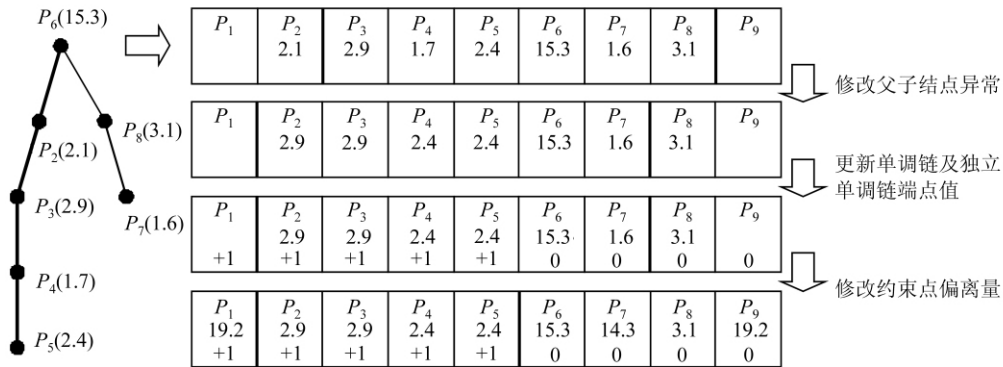 P6(15.3)
P2(2.1)
P8(3.1)
P3(2.9)
P7(1.6)
P4(1.7)
P5(2.4)
P1 P2 P3 P4 P5 P6 P7 P8 P9
2.1 2.9 1.7 2.4 15.3 1.6 3.1
修改父子结点异常
P1 P2 P3 P4 P5 P6 P7 P8 P9
2.9 2.9 2.4 2.4 15.3 1.6 3.1
更新单调链及独立
单调链端点值
P1 P2 P3 P4 P5 P6 P7 P8 P9
2.9 2.9 2.4 2.4 15.3 1.6 3.1
+1 +1 +1 +1 +1 0 0 0 0
修改约束点偏离量
P1 P2 P3 P4 P5 P6 P7 P8 P9
19.2 2.9 2.9 2.4 2.4 15.3 14.3 3.1 19.2
+1 +1 +1 +1 +1 0 0 0 0